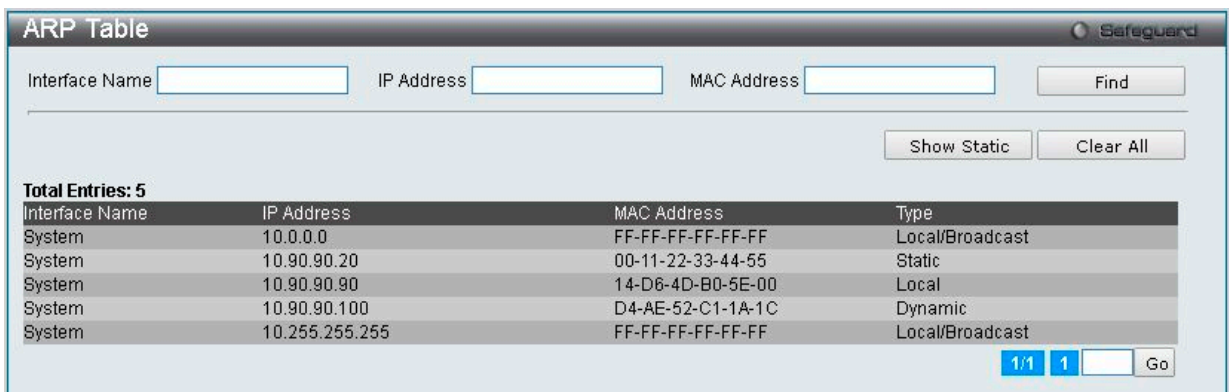 ARP Table Safeguard
Interface Name IP Address MAC Address Find
Show Static Clear All
Total Entries: 5
Interface Name IP Address MAC Address Type
System 10.0.0.0 FF-FF-FF-FF-FF-FF Local/Broadcast
System 10.90.90.20 00-11-22-33-44-55 Static
System 10.90.90.90 14-D6-4D-B0-5E-00 Local
System 10.90.90.100 D4-AE-52-C1-1A-1C Dynamic
System 10.255.255.255 FF-FF-FF-FF-FF-FF Local/Broadcast
1/1 1 Go